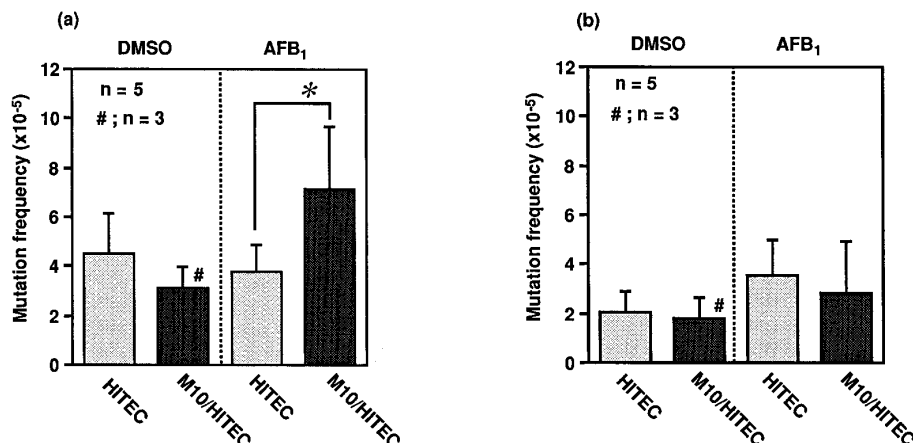 (a)
DMSO AFB₁
Mutation frequency (x10⁻⁵)
12
10
8
6
4
2
0
n = 5
# ; n = 3
*
#
HITEC M10/HITEC HITEC M10/HITEC
(b)
DMSO AFB₁
Mutation frequency (x10⁻⁵)
12
10
8
6
4
2
0
n = 5
# ; n = 3
#
HITEC M10/HITEC HITEC M10/HITEC